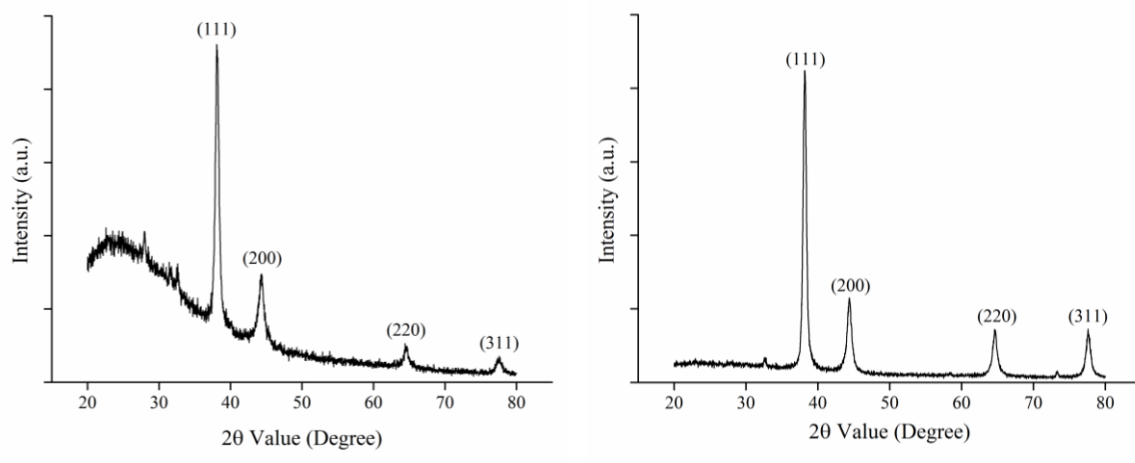 (111)
(200)
(220)
(311)
Intensity (a.u.)
20 30 40 50 60 70 80
2θ Value (Degree)
(111)
(200)
(220)
(311)
Intensity (a.u.)
20 30 40 50 60 70 80
2θ Value (Degree)